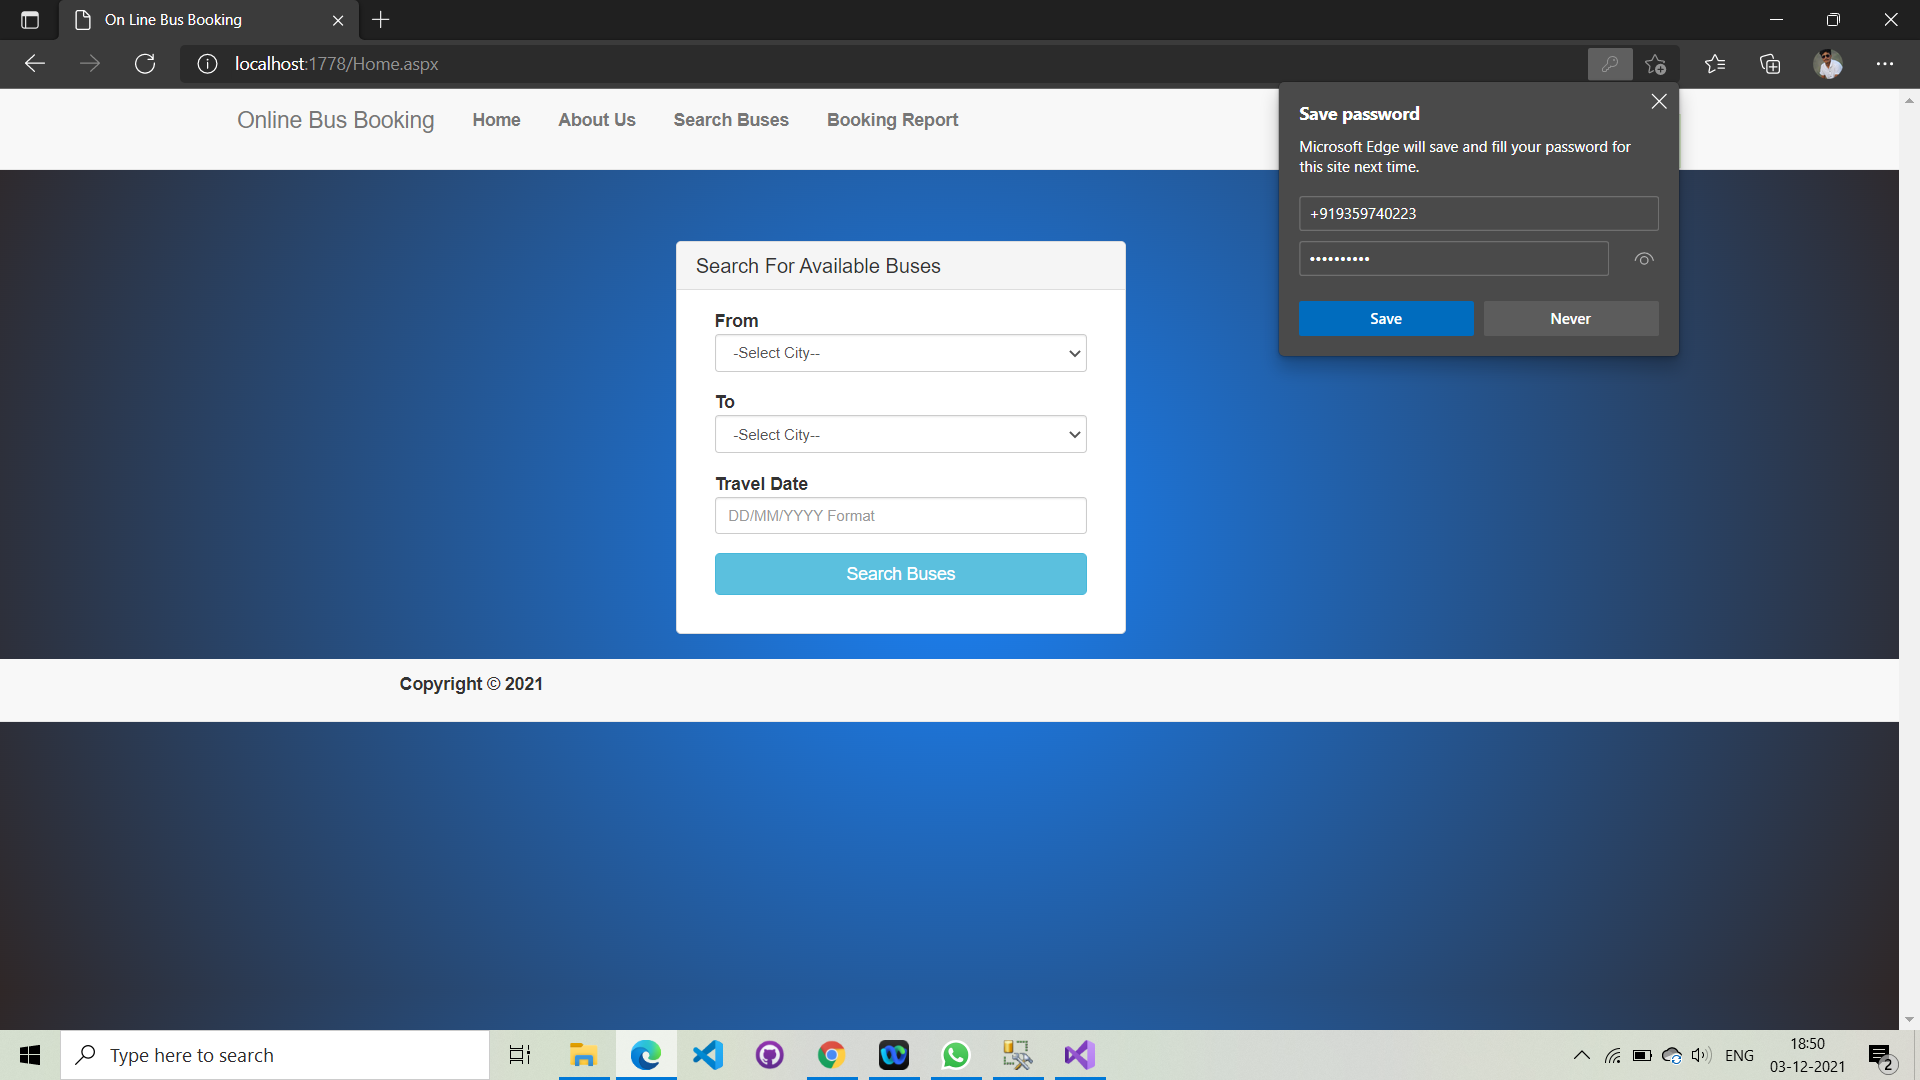 On Line Bus Booking
localhost:1778/Home.aspx
Online Bus Booking Home About Us Search Buses Booking Report
Save password
Microsoft Edge will save and fill your password for
this site next time.
+919359740223
••••••••••
Save Never
Search For Available Buses
From
-Select City--
To
-Select City--
Travel Date
DD/MM/YYYY Format
Search Buses
Copyright © 2021
Type here to search
ENG
18:50
03-12-2021
2